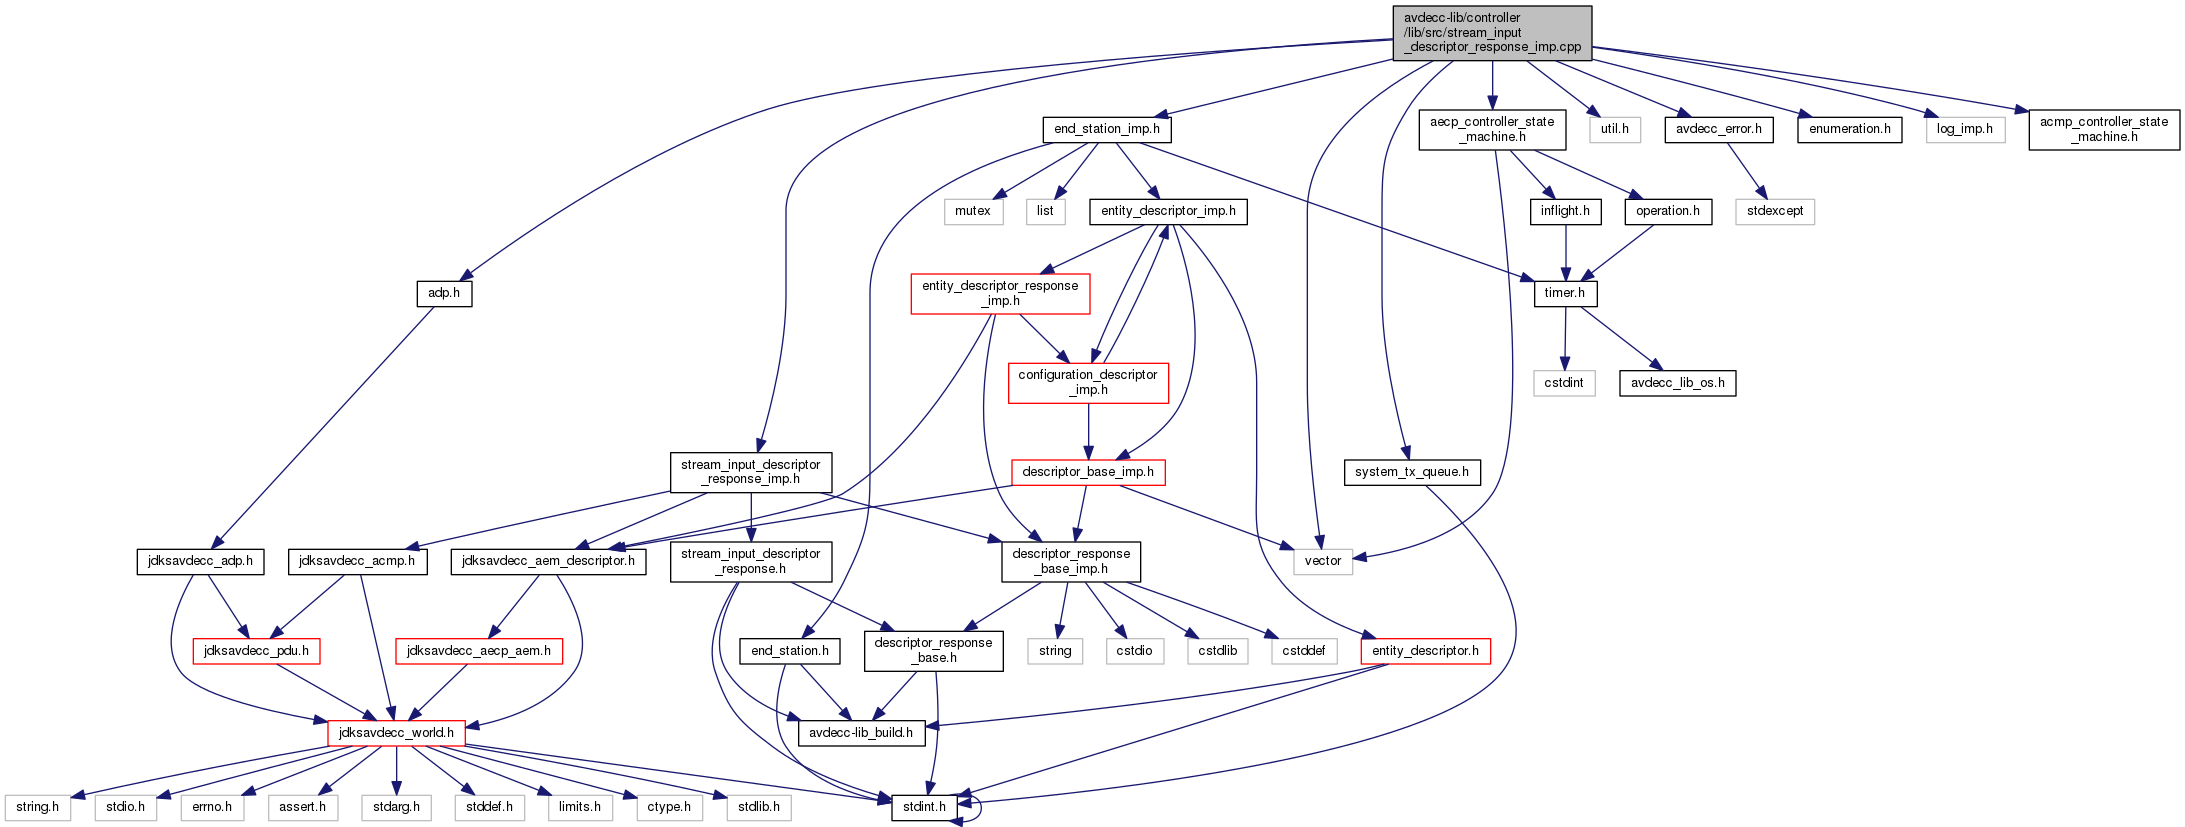 avdecc-lib/controller
/lib/src/stream_input
_descriptor_response_imp.cpp
end_station_imp.h
aecp_controller_state
_machine.h
util.h
avdecc_error.h
enumeration.h
log_imp.h
acmp_controller_state
_machine.h
mutex
list
entity_descriptor_imp.h
inflight.h
operation.h
stdexcept
adp.h
entity_descriptor_response
_imp.h
timer.h
configuration_descriptor
_imp.h
cstdint
avdecc_lib_os.h
stream_input_descriptor
_response_imp.h
descriptor_base_imp.h
system_tx_queue.h
jdksavdecc_adp.h
jdksavdecc_acmp.h
jdksavdecc_aem_descriptor.h
stream_input_descriptor
_response.h
descriptor_response
_base_imp.h
vector
jdksavdecc_pdu.h
jdksavdecc_aecp_aem.h
end_station.h
descriptor_response
_base.h
string
cstdio
cstdlib
cstddef
entity_descriptor.h
jdksavdecc_world.h
avdecc-lib_build.h
string.h
stdio.h
errno.h
assert.h
stdarg.h
stddef.h
limits.h
ctype.h
stdlib.h
stdint.h